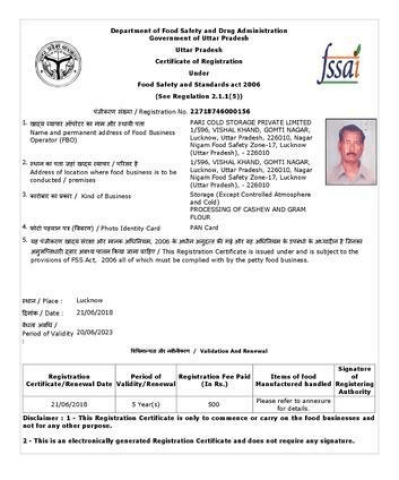 Department of Food Safety and Drug Administration
Government of Uttar Pradesh
Uttar Pradesh
Certificate of Registration
Under
Food Safety and Standards act 2006
(See Regulation 2.1.1(5))
fssai
पंजीकरण संख्या / Registration No. 22718746000156
1. खाद्य व्यापार ऑपरेटर का नाम और स्थायी पता
Name and permanent address of Food Business
Operator (FBO)
PARI COLD STORAGE PRIVATE LIMITED
1/596, VISHAL KHAND, GOMTI NAGAR,
Lucknow, Uttar Pradesh, 226010, Nagar
Nigam Food Safety Zone-17, Lucknow
(Uttar Pradesh), - 226010
2. स्थान का पता जहां खाद्य व्यापार / परिसर है
Address of location where food business is to be
conducted / premises
1/596, VISHAL KHAND, GOMTI NAGAR,
Lucknow, Uttar Pradesh, 226010, Nagar
Nigam Food Safety Zone-17, Lucknow
(Uttar Pradesh) - 226010
3. कारोबार का प्रकार / Kind of Business
Storage (Except Controlled Atmosphere
and Cold)
PROCESSING OF CASHEW AND GRAM
FLOUR
4. फोटो पहचान पत्र (विवरण) / Photo Identity Card
PAN Card
5. यह पंजीकरण खाद्य संरक्षा और मानक अधिनियम, 2006 के अधीन अनुदत्त की गई और वह अधिनियम के उपबंधों के अध्यधीन है जिनका
अनुज्ञप्तिधारी द्वारा अवश्य पालन किया जाना चाहिए / This Registration Certificate is issued under and is subject to the
provisions of FSS Act, 2006 all of which must be complied with by the petty food business.
स्थान / Place : Lucknow
दिनांक / Date : 21/06/2018
वैधता अवधि /
Period of Validity 20/06/2023
:
विधिमान्यता और नवीनीकरण / Validation And Renewal
Registration Certificate/Renewal Date
Period of Validity/Renewal
Registration Fee Paid (In Rs.)
Items of food Manufactured handled
Signature of Registering Authority
21/06/2018
5 Year(s)
500
Please refer to annexure for details.
Disclaimer : 1 - This Registration Certificate is only to commence or carry on the food businesses and
not for any other purpose.
2 - This is an electronically generated Registration Certificate and does not require any signature.